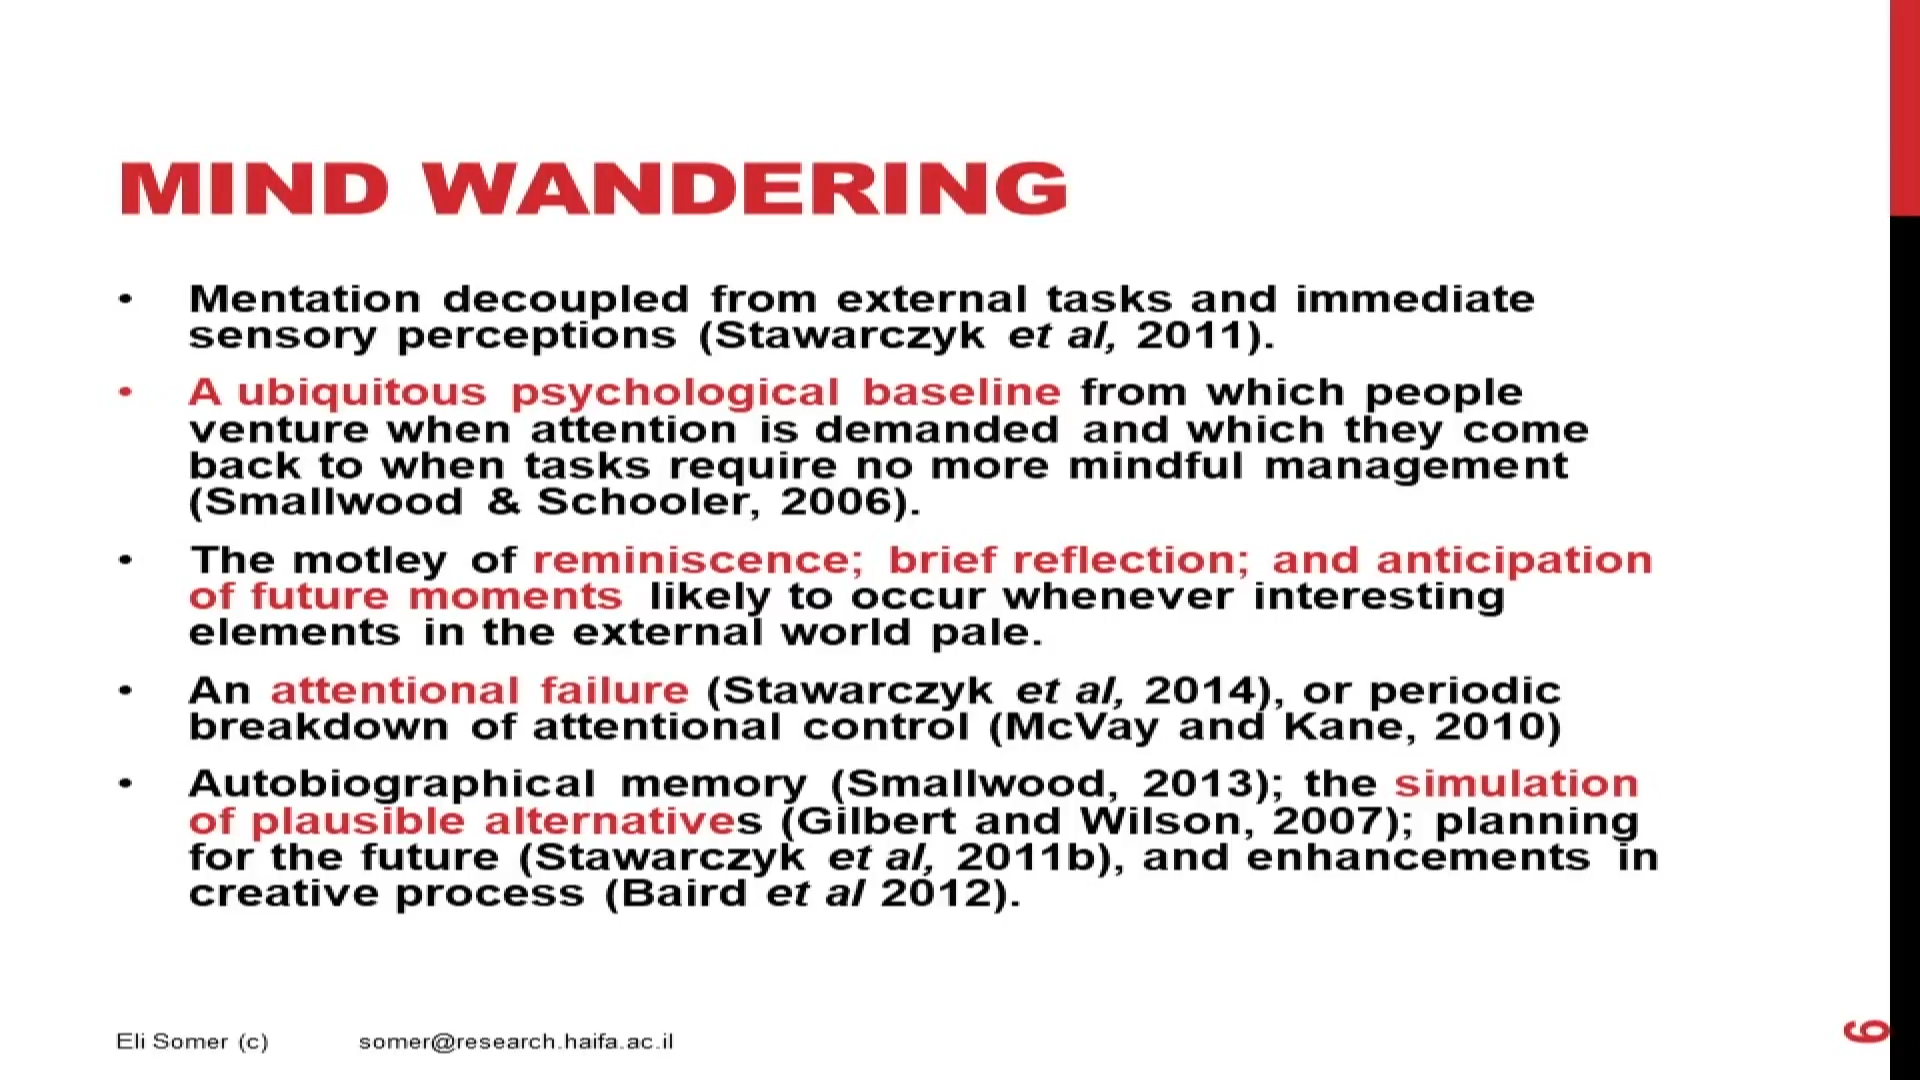 MIND WANDERING
• Mentation decoupled from external tasks and immediate
sensory perceptions (Stawarczyk et al, 2011).
• A ubiquitous psychological baseline from which people
venture when attention is demanded and which they come
back to when tasks require no more mindful management
(Smallwood & Schooler, 2006).
• The motley of reminiscence; brief reflection; and anticipation
of future moments likely to occur whenever interesting
elements in the external world pale.
• An attentional failure (Stawarczyk et al, 2014), or periodic
breakdown of attentional control (McVay and Kane, 2010)
• Autobiographical memory (Smallwood, 2013); the simulation
of plausible alternatives (Gilbert and Wilson, 2007); planning
for the future (Stawarczyk et al, 2011b), and enhancements in
creative process (Baird et al 2012).
Eli Somer (c) somer@research.haifa.ac.il
6